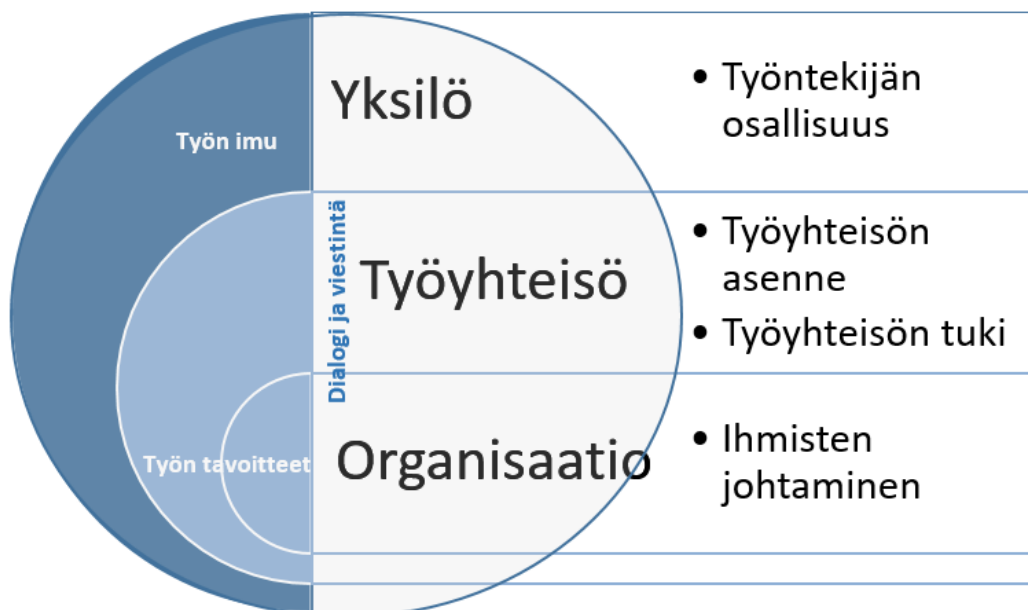 Työn imu
Yksilö
• Työntekijän
osallisuus
Dialogi ja viestintä
Työyhteisö
• Työyhteisön
asenne
• Työyhteisön tuki
Työn tavoitteet
Organisaatio
• Ihmisten
johtaminen